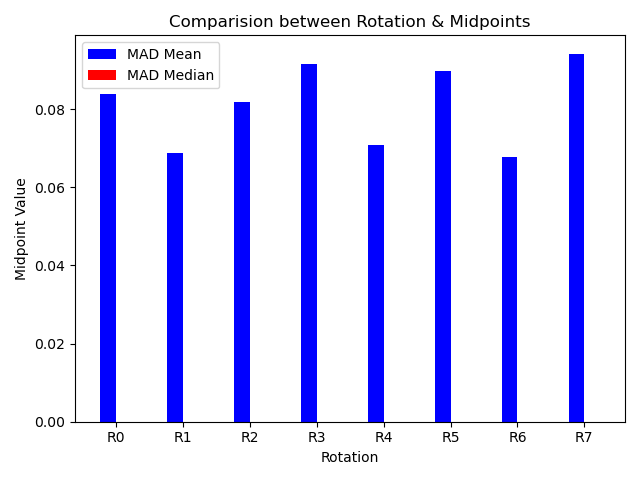 Comparision between Rotation & Midpoints
MAD Mean
MAD Median
Midpoint Value
0.08
0.06
0.04
0.02
0.00
R0 R1 R2 R3 R4 R5 R6 R7
Rotation